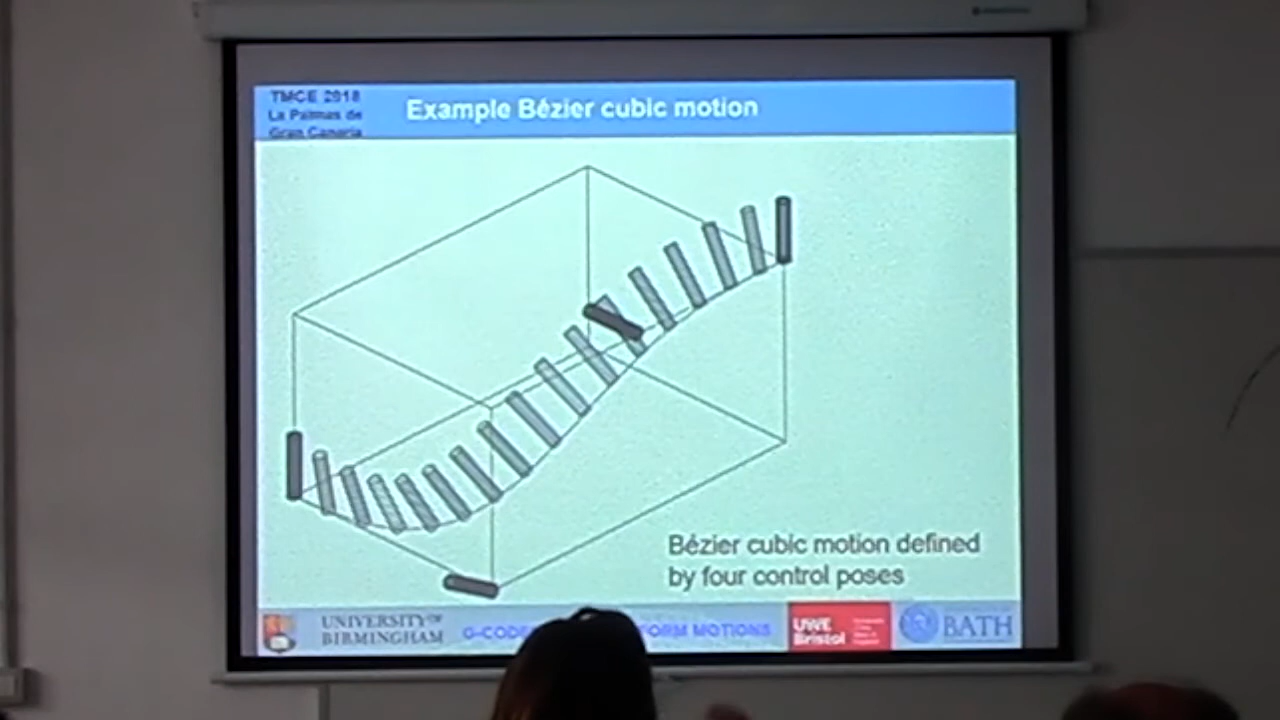 TMCE 2018
La Palmas de
Gran Canaria
Example Bézier cubic motion
Bézier cubic motion defined
by four control poses
UNIVERSITY OF
BIRMINGHAM
G-CODE
FORM MOTIONS
UWE
Bristol
BATH